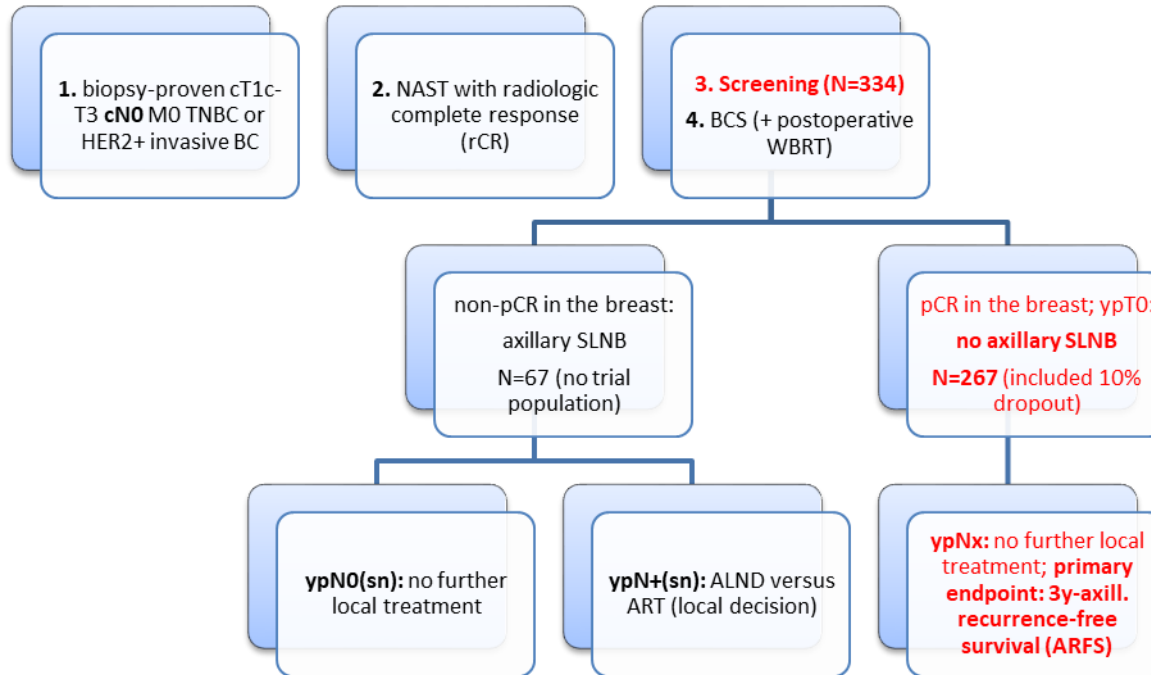 1. biopsy-proven cT1c-
T3 cN0 M0 TNBC or
HER2+ invasive BC
2. NAST with radiologic
complete response
(rCR)
3. Screening (N=334)
4. BCS (+ postoperative
WBRT)
non-pCR in the breast:
axillary SLNB
N=67 (no trial
population)
pCR in the breast; ypT0:
no axillary SLNB
N=267 (included 10%
dropout)
ypN0(sn): no further
local treatment
ypN+(sn): ALND versus
ART (local decision)
ypNx: no further local
treatment; primary
endpoint: 3y-axill.
recurrence-free
survival (ARFS)